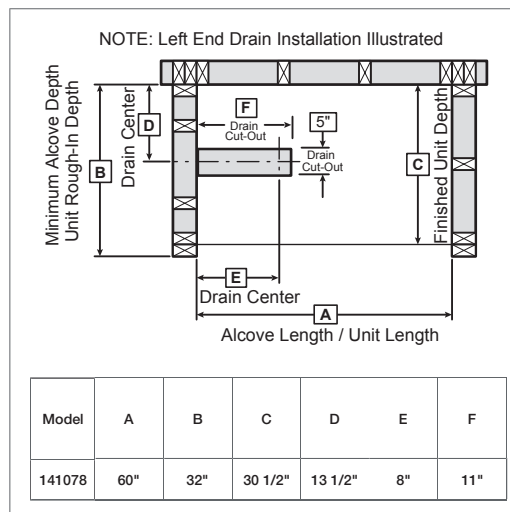 NOTE: Left End Drain Installation Illustrated
Minimum Alcove Depth
Unit Rough-In Depth
B
Drain Center
D
F
Drain
Cut-Out
5"
Drain
Cut-Out
C
Finished Unit Depth
E
Drain Center
A
Alcove Length / Unit Length
Model A B C D E F
141078 60" 32" 30 1/2" 13 1/2" 8" 11"